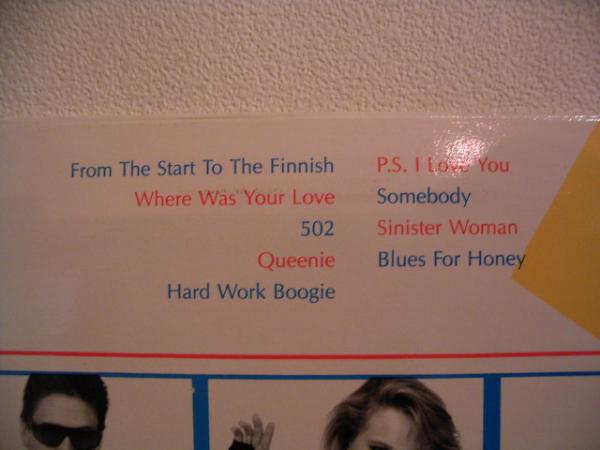 From The Start To The Finnish
Where Was Your Love
502
Queenie
Hard Work Boogie
P.S. I Love You
Somebody
Sinister Woman
Blues For Honey